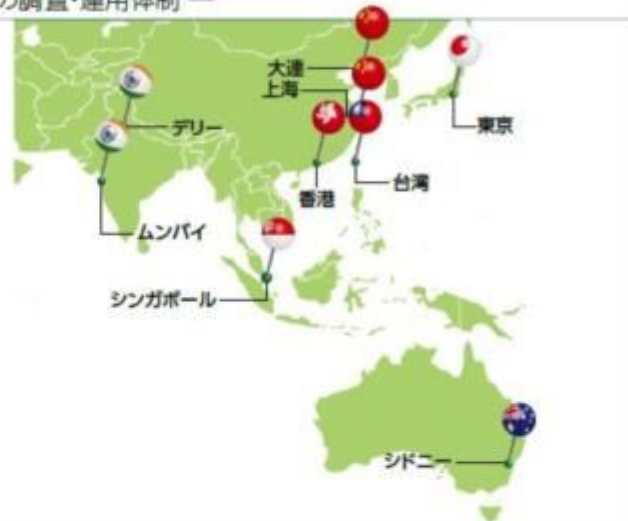 の調査・運用体制
大連
上海
デリー
東京
台湾
香港
ムンバイ
シンガポール
シドニー